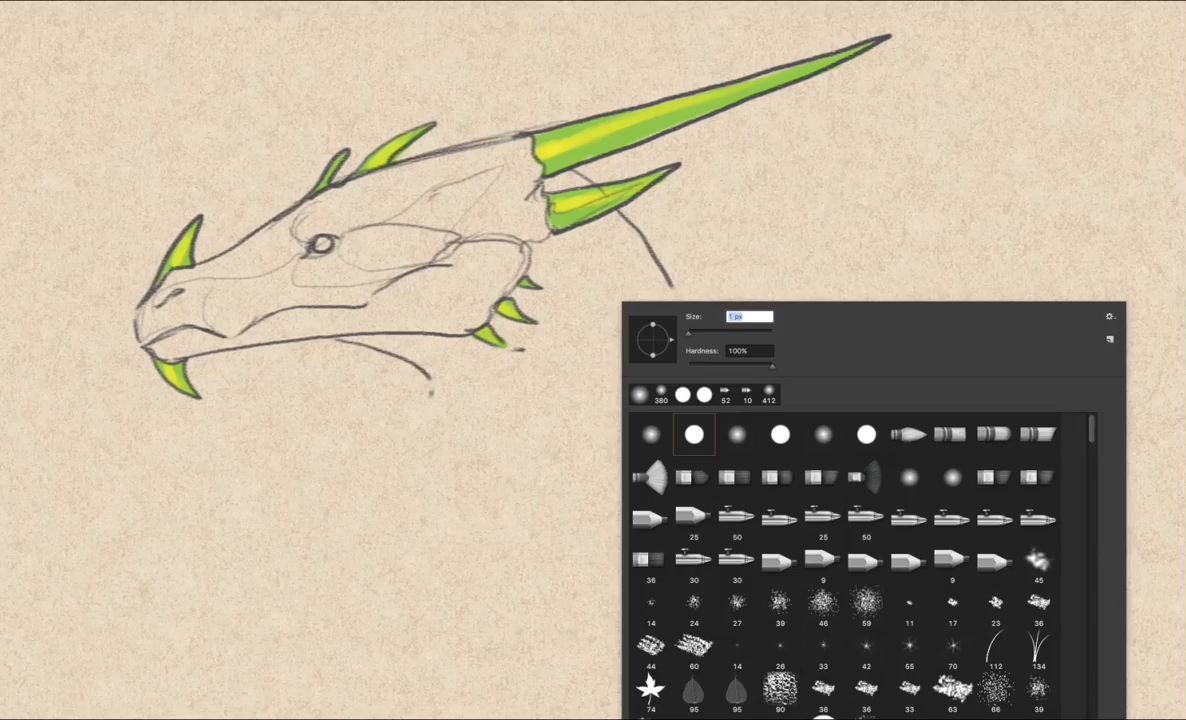 Size: 1 px
Hardness: 100%
380 52 10 412
25 50 25 50
36 30 30 9 9 45
14 24 27 39 46 59 11 17 23 36
44 60 14 26 33 42 55 70 112 134
74 95 95 90 36 36 33 63 66 39